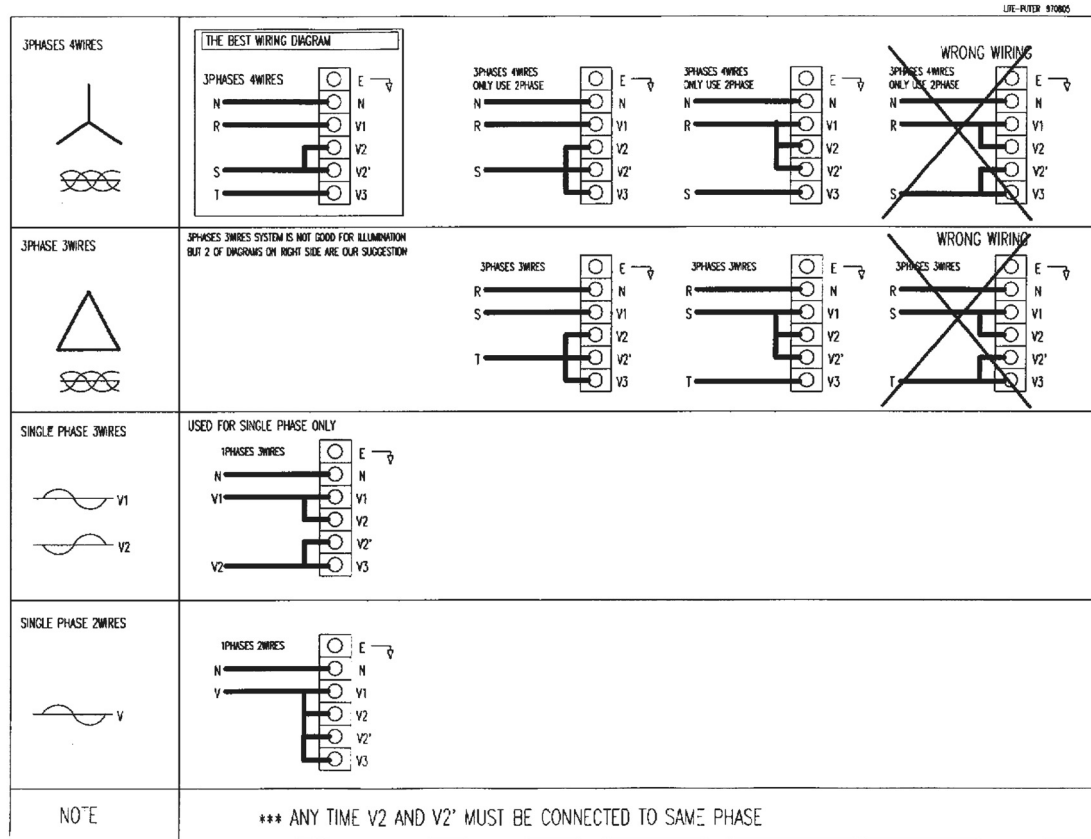 LITE-PUTER 970805
3PHASES 4WIRES
THE BEST WIRING DIAGRAM
3PHASES 4WIRES
E
N N
R V1
V2
S V2'
T V3
3PHASES 4WIRES
ONLY USE 2PHASE
E
N N
R V1
V2
S V2'
V3
3PHASES 4WIRES
ONLY USE 2PHASE
E
N N
R V1
V2
V2'
S V3
WRONG WIRING
3PHASES 4WIRES
ONLY USE 2PHASE
E
N N
R V1
V2
V2'
S V3
3PHASE 3WIRES
3PHASES 3WIRES SYSTEM IS NOT GOOD FOR ILLUMINATION
BUT 2 OF DIAGRAMS ON RIGHT SIDE ARE OUR SUGGESTION
3PHASES 3WIRES
E
R N
S V1
V2
T V2'
V3
3PHASES 3WIRES
E
R N
S V1
V2
V2'
T V3
WRONG WIRING
3PHASES 3WIRES
E
R N
S V1
V2
V2'
T V3
SINGLE PHASE 3WIRES
V1
V2
USED FOR SINGLE PHASE ONLY
1PHASES 3WIRES
E
N N
V1 V1
V2
V2'
V2 V3
SINGLE PHASE 2WIRES
V
1PHASES 2WIRES
E
N N
V V1
V2
V2'
V3
NOTE
*** ANY TIME V2 AND V2' MUST BE CONNECTED TO SAME PHASE